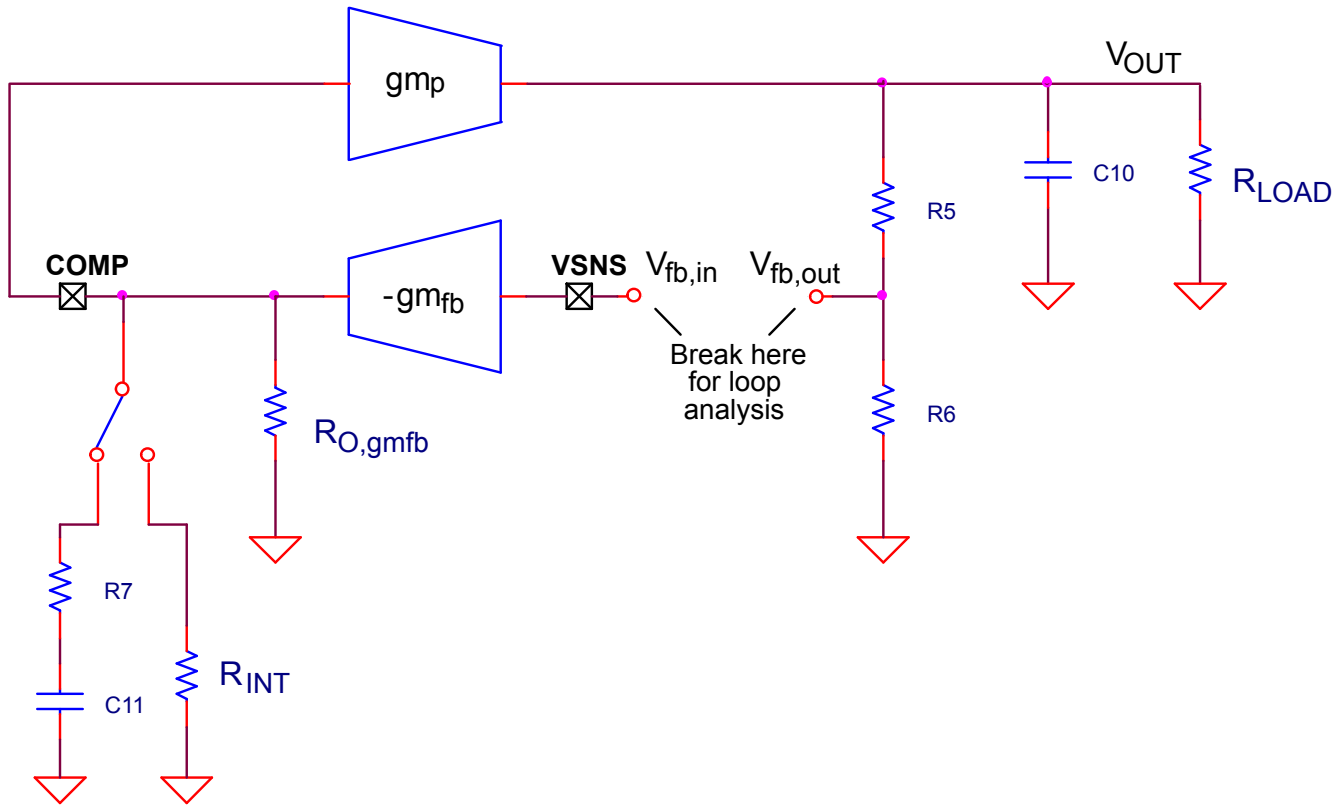 gmp
VOUT
C10
RLOAD
R5
COMP
-gmfb
VSNS
Vfb,in
Vfb,out
Break here
for loop
analysis
RO,gmfb
R6
R7
RINT
C11